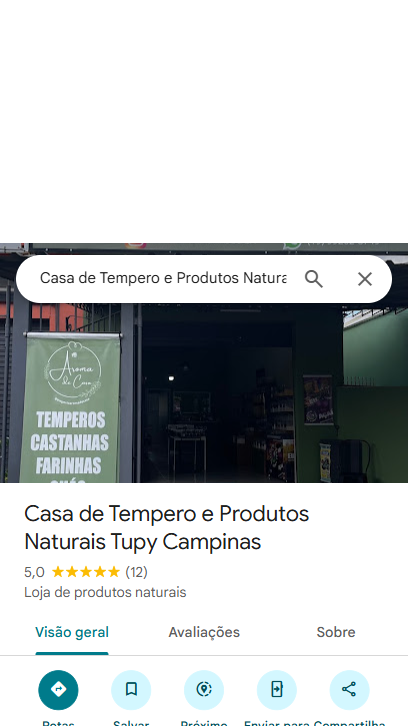 Casa de Tempero e Produtos Natura
Aroma
de Casa
TEMPEROS
CASTANHAS
FARINHAS
Casa de Tempero e Produtos
Naturais Tupy Campinas
5,0 (12)
Loja de produtos naturais
Visão geral Avaliações Sobre
Rotas Salvar Próximo Enviar para Compartilha